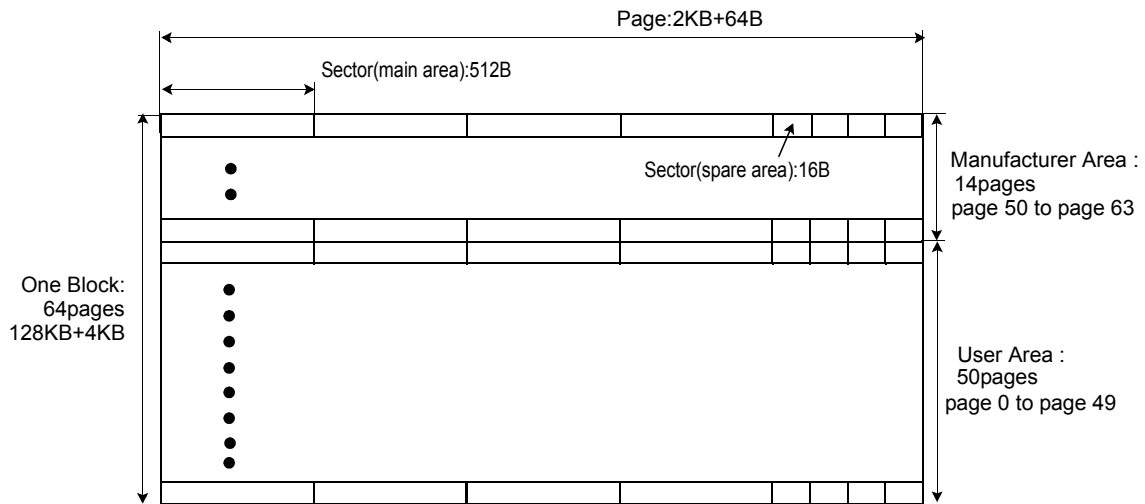 Page:2KB+64B
Sector(main area):512B
Sector(spare area):16B
Manufacturer Area :
14pages
page 50 to page 63
One Block:
64pages
128KB+4KB
User Area :
50pages
page 0 to page 49